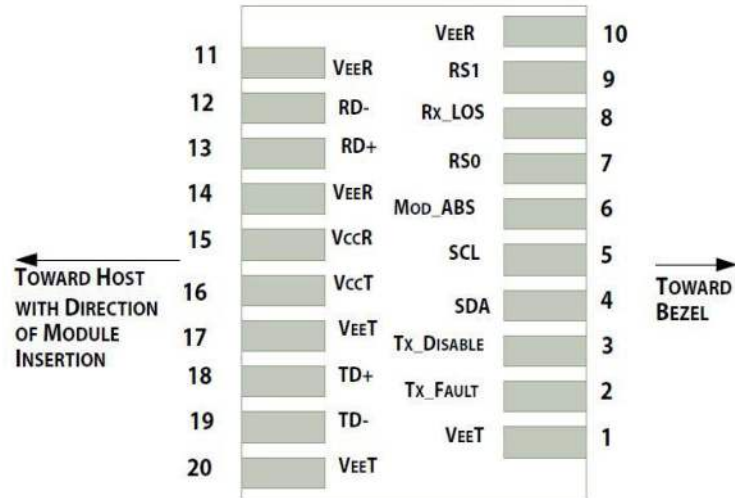 VEER 10
11 VEER
RS1 9
12 RD-
RX_LOS 8
13 RD+
RS0 7
14 VEER
MOD_ABS 6
15 VCCR
SCL 5
TOWARD HOST
WITH DIRECTION
OF MODULE
INSERTION
TOWARD
BEZEL
16 VCCT
SDA 4
17 VEET
TX_DISABLE 3
18 TD+
TX_FAULT 2
19 TD-
VEET 1
20 VEET